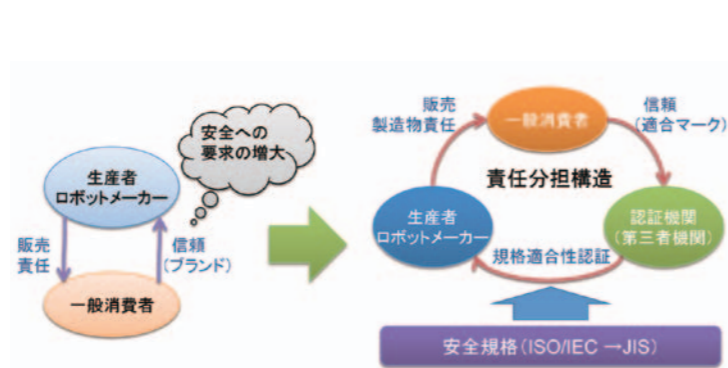 安全への
要求の増大
生産者
ロボットメーカー
販売
責任
信頼
(ブランド)
一般消費者
販売
製造物責任
一般消費者
信頼
(適合マーク)
責任分担構造
生産者
ロボットメーカー
認証機関
(第三者機関)
規格適合性認証
安全規格(ISO/IEC →JIS)